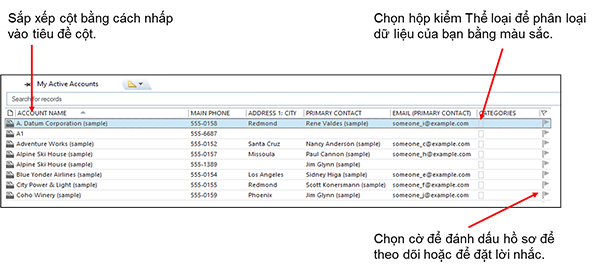 Sắp xếp cột bằng cách nhấp
vào tiêu đề cột.
Chọn hộp kiểm Thể loại để phân loại
dữ liệu của bạn bằng màu sắc.
My Active Accounts
Search for records
ACCOUNT NAME MAIN PHONE ADDRESS 1: CITY PRIMARY CONTACT EMAIL (PRIMARY CONTACT) CATEGORIES
A. Datum Corporation (sample) 555-0158 Redmond Rene Valdes (sample) someone_i@example.com
A1 555-6687
Adventure Works (sample) 555-0152 Santa Cruz Nancy Anderson (sample) someone_c@example.com
Alpine Ski House (sample) 555-0157 Missoula Paul Cannon (sample) someone_h@example.com
Alpine Ski House (sample) 555-1389 Jim Glynn (sample)
Blue Yonder Airlines (sample) 555-0154 Los Angeles Sidney Higa (sample) someone_e@example.com
City Power & Light (sample) 555-0155 Redmond Scott Konersmann (sample) someone_f@example.com
Coho Winery (sample) 555-0159 Phoenix Jim Glynn (sample) someone_j@example.com
Chọn cờ để đánh dấu hồ sơ để
theo dõi hoặc để đặt lời nhắc.